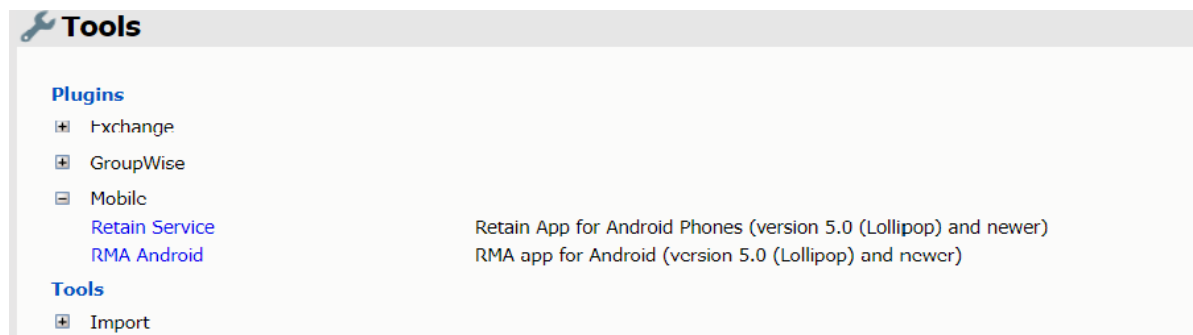 Tools
Plugins
Exchange
GroupWise
Mobile
Retain Service Retain App for Android Phones (version 5.0 (Lollipop) and newer)
RMA Android RMA app for Android (version 5.0 (Lollipop) and newer)
Tools
Import